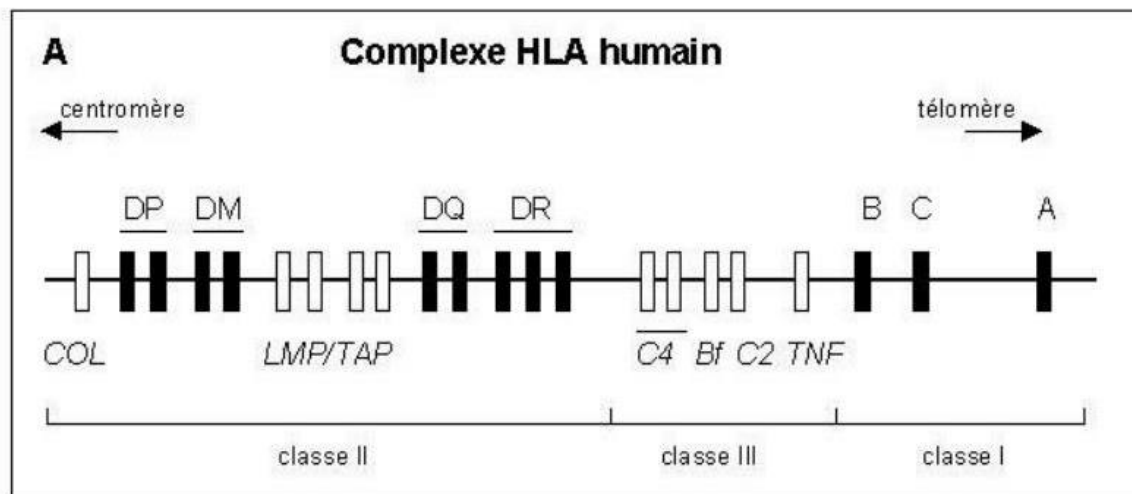 A Complexe HLA humain
centromère télomère
DP DM DQ DR B C A
COL LMP/TAP C4 Bf C2 TNF
classe II classe III classe I